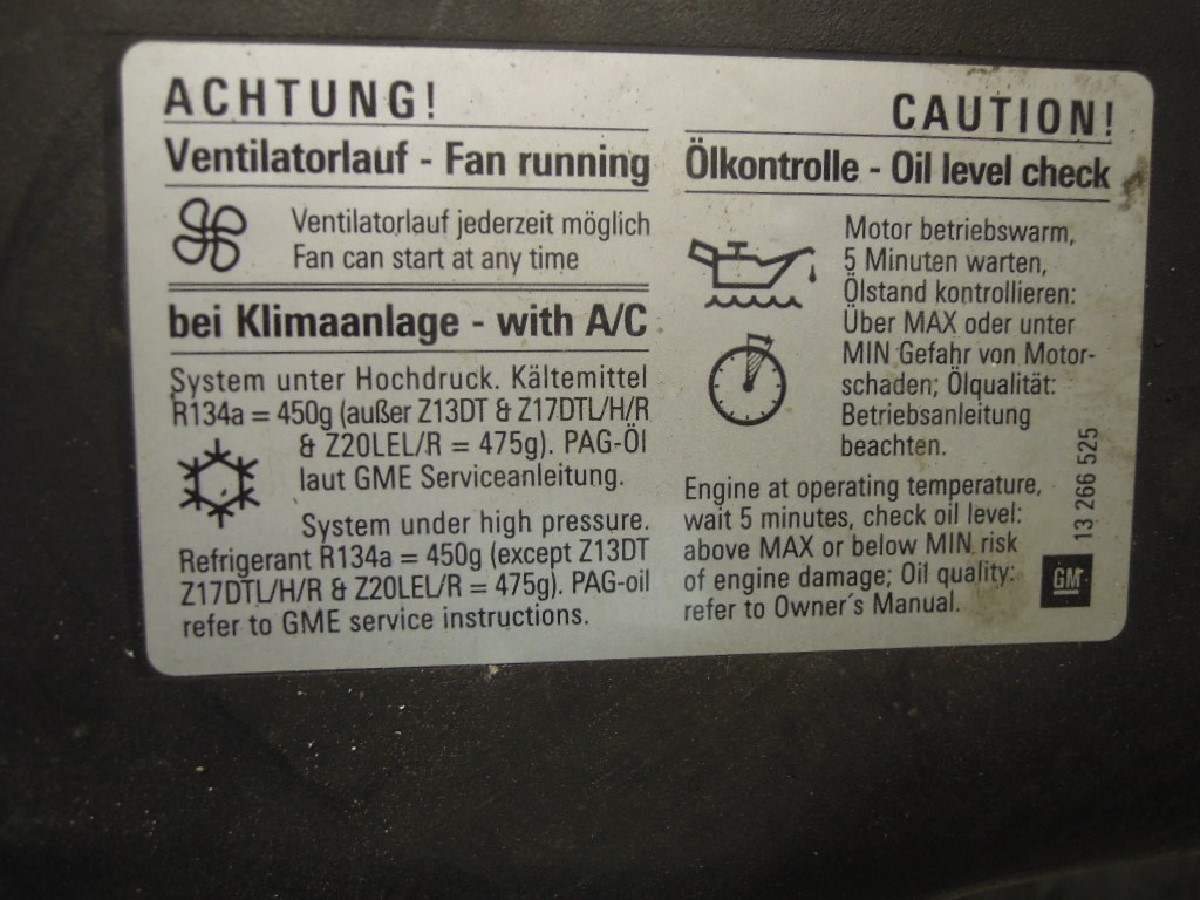 ACHTUNG!
Ventilatorlauf - Fan running
Ventilatorlauf jederzeit möglich
Fan can start at any time
bei Klimaanlage - with A/C
System unter Hochdruck. Kältemittel
R134a = 450g (außer Z13DT & Z17DTL/H/R
& Z20LEL/R = 475g). PAG-Öl
laut GME Serviceanleitung.
System under high pressure.
Refrigerant R134a = 450g (except Z13DT
Z17DTL/H/R & Z20LEL/R = 475g). PAG-oil
refer to GME service instructions.
CAUTION!
Ölkontrolle - Oil level check
Motor betriebswarm,
5 Minuten warten,
Ölstand kontrollieren:
Über MAX oder unter
MIN Gefahr von Motor-
schaden; Ölqualität:
Betriebsanleitung
beachten.
Engine at operating temperature,
wait 5 minutes, check oil level:
above MAX or below MIN risk
of engine damage; Oil quality:
refer to Owner´s Manual.
13 266 525
GM